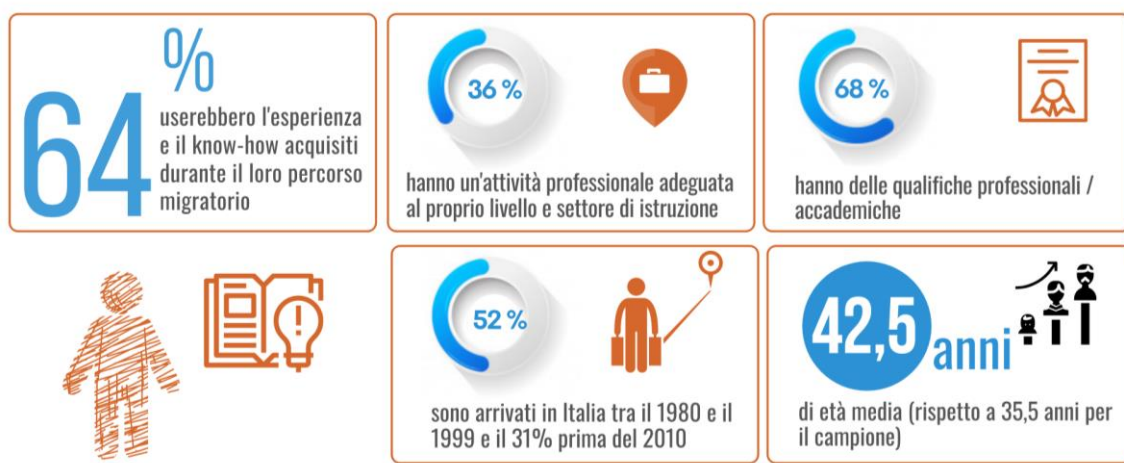 64 %
userebbero l'esperienza
e il know-how acquisiti
durante il loro percorso
migratorio
36 %
hanno un'attività professionale adeguata
al proprio livello e settore di istruzione
68 %
hanno delle qualifiche professionali /
accademiche
52 %
sono arrivati in Italia tra il 1980 e il
1999 e il 31% prima del 2010
42,5 anni
di età media (rispetto a 35,5 anni per
il campione)